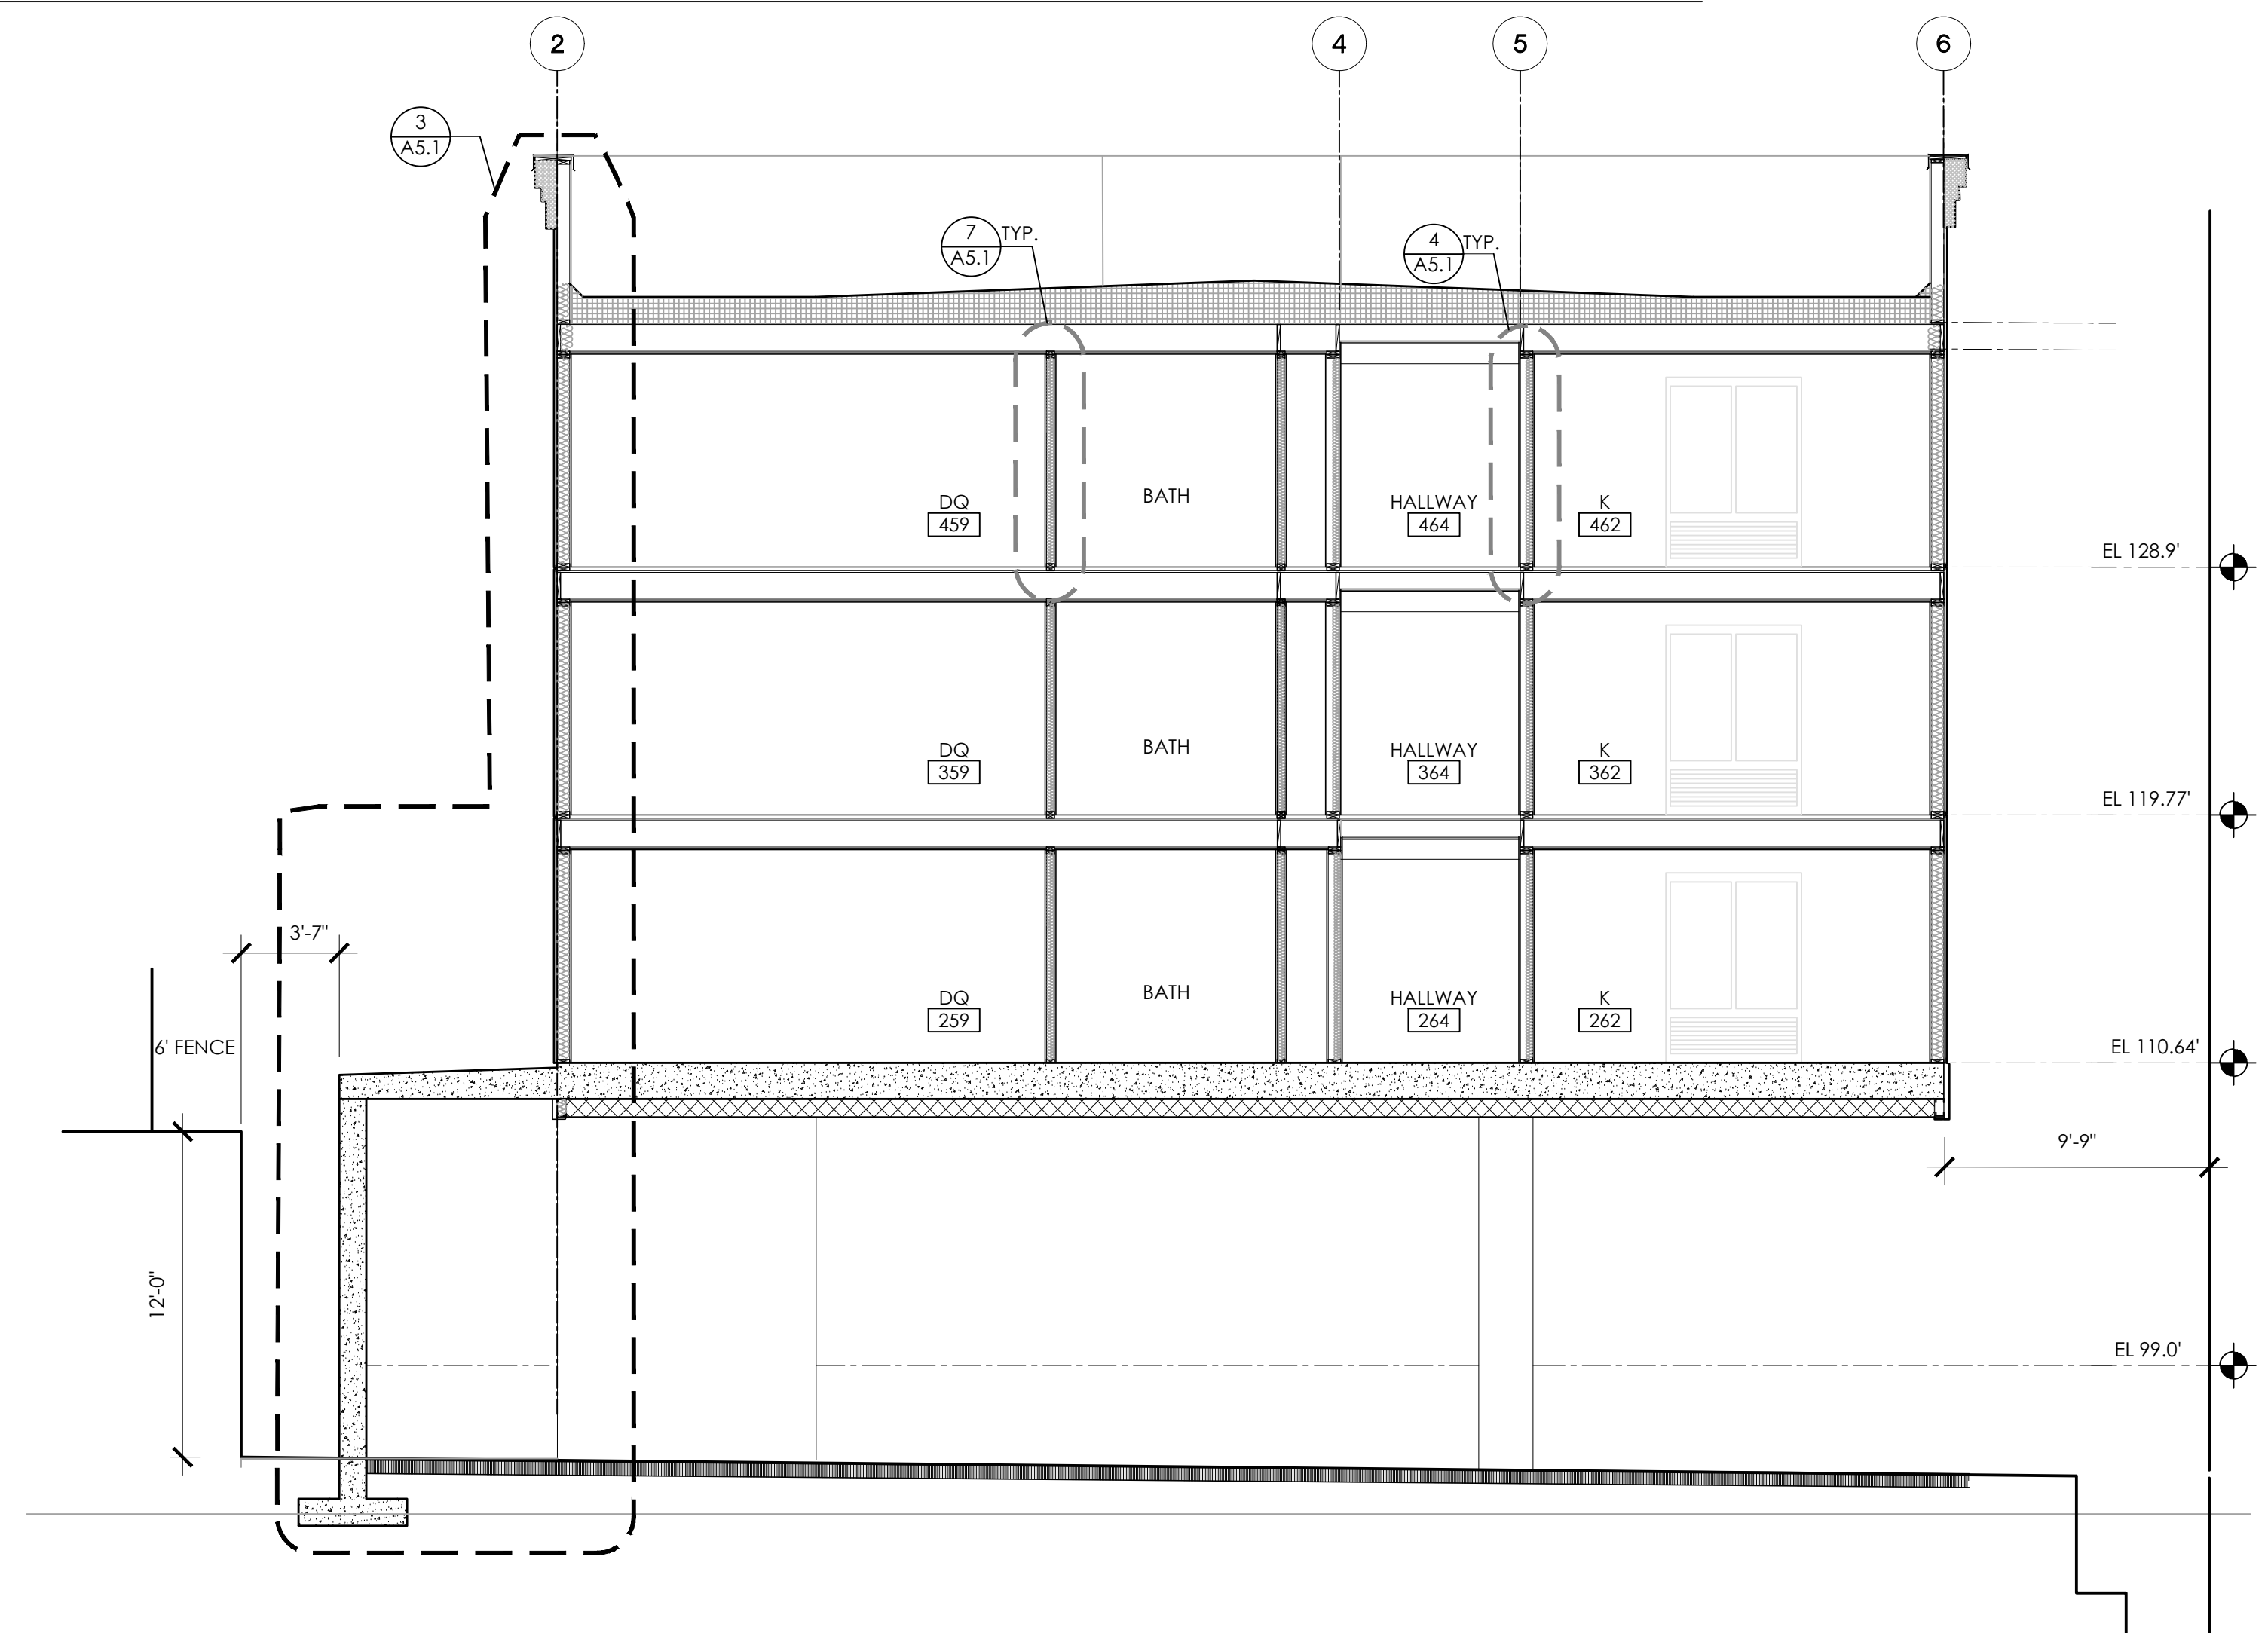 2
4
5
6
3
A5.1
7
A5.1
TYP.
4
A5.1
TYP.
DQ
459
BATH
HALLWAY
464
K
462
EL 128.9'
DQ
359
BATH
HALLWAY
364
K
362
EL 119.77'
3'-7"
DQ
259
BATH
HALLWAY
264
K
262
6' FENCE
EL 110.64'
9'-9"
12'-0"
EL 99.0'